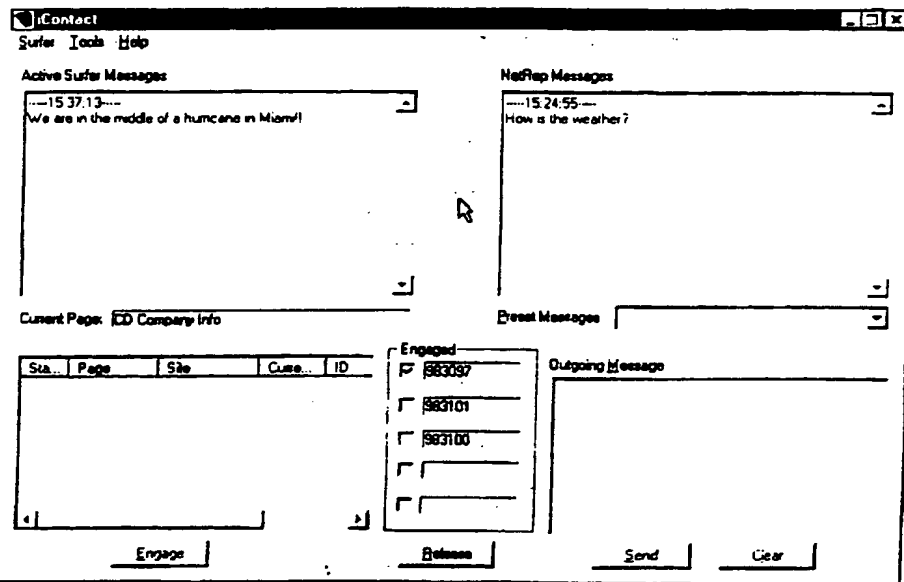 iContact
Surfer Tools Help
Active Surfer Messages
----15:37:13----
We are in the middle of a hurricane in Miami!!
NetRep Messages
----15:24:55----
How is the weather?
Current Page: CD Company Info
Preset Messages
Sta... Page Site Curre... ID
Engaged
983097
983101
983100
Outgoing Message
Engage
Release
Send
Clear